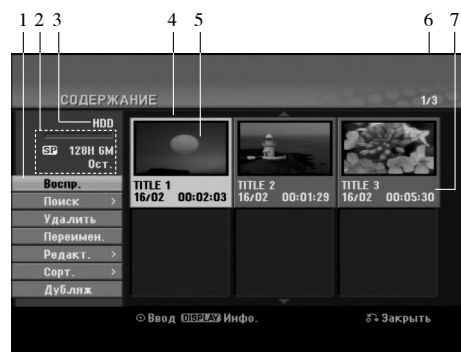 1 2 3 4 5 6 7
СОДЕРЖАНИЕ 1/3
HDD
SP 128H 6M
Ост.
Воспр.
Поиск >
Удалить
Переимен.
Редакт. >
Сорт. >
Дубляж
TITLE 1
16/02 00:02:03
TITLE 2
16/02 00:01:29
TITLE 3
16/02 00:05:30
Ввод DISPLAY Инфо. Закрыть